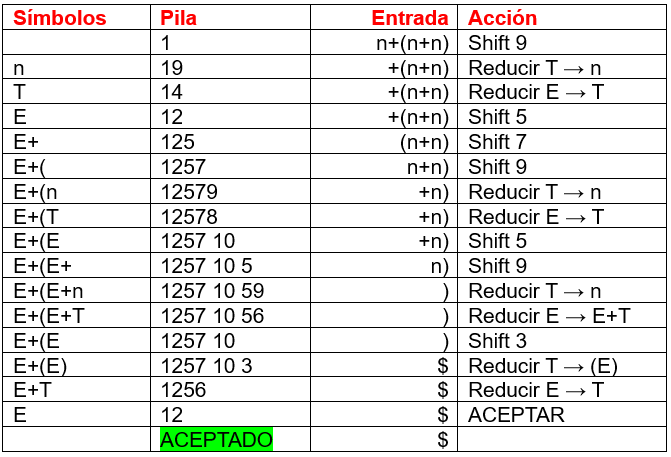 Símbolos Pila Entrada Acción
1 n+(n+n) Shift 9
n 19 +(n+n) Reducir T → n
T 14 +(n+n) Reducir E → T
E 12 +(n+n) Shift 5
E+ 125 (n+n) Shift 7
E+( 1257 n+n) Shift 9
E+(n 12579 +n) Reducir T → n
E+(T 12578 +n) Reducir E → T
E+(E 1257 10 +n) Shift 5
E+(E+ 1257 10 5 n) Shift 9
E+(E+n 1257 10 59 ) Reducir T → n
E+(E+T 1257 10 56 ) Reducir E → E+T
E+(E 1257 10 ) Shift 3
E+(E) 1257 10 3 $ Reducir T → (E)
E+T 1256 $ Reducir E → T
E 12 $ ACEPTAR
ACEPTADO $